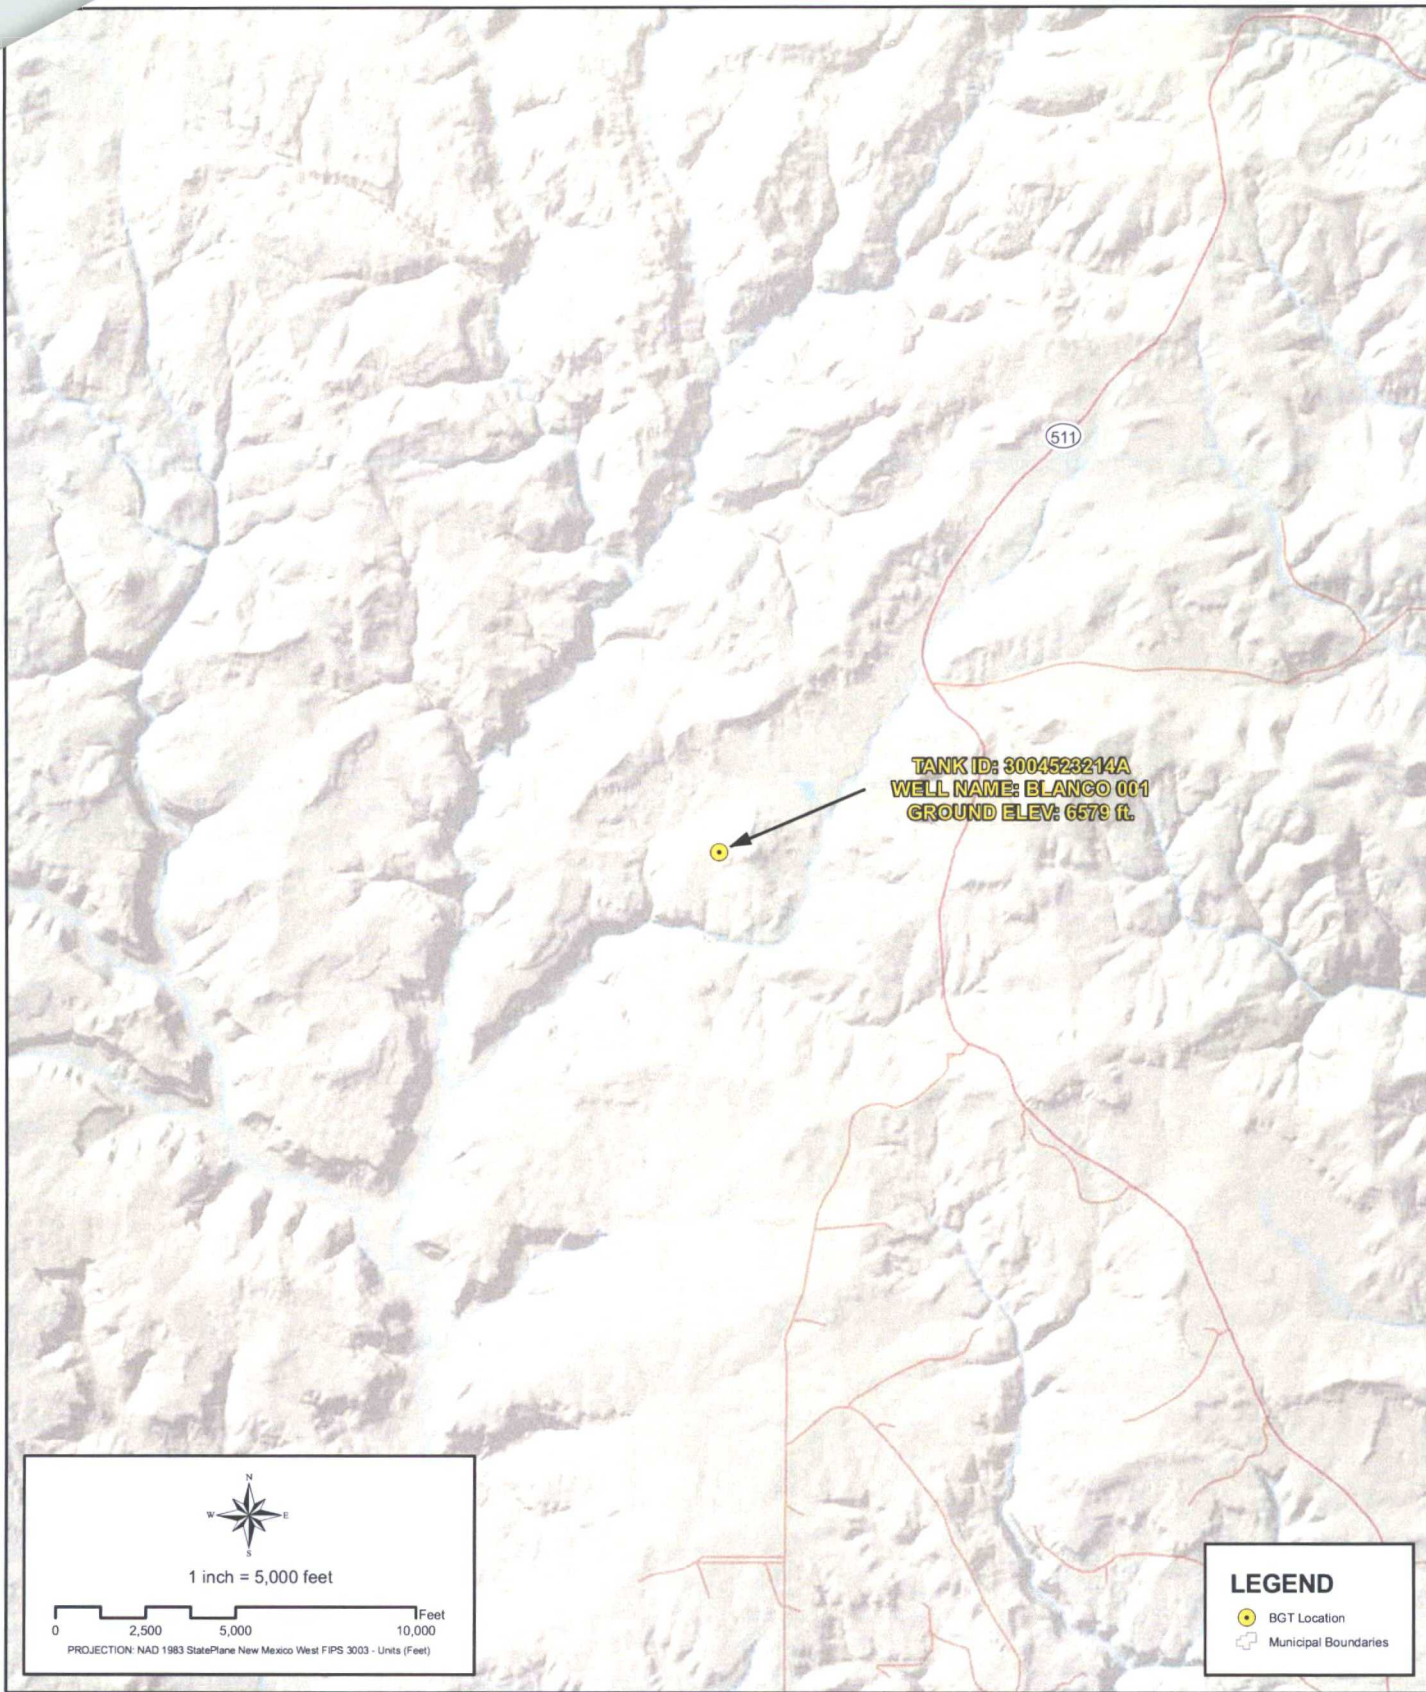 511
TANK ID: 3004523214A
WELL NAME: BLANCO 001
GROUND ELEV: 6579 ft.
N
W E
S
1 inch = 5,000 feet
Feet
0 2,500 5,000 10,000
PROJECTION: NAD 1983 StatePlane New Mexico West FIPS 3003 - Units (Feet)
LEGEND
BGT Location
Municipal Boundaries